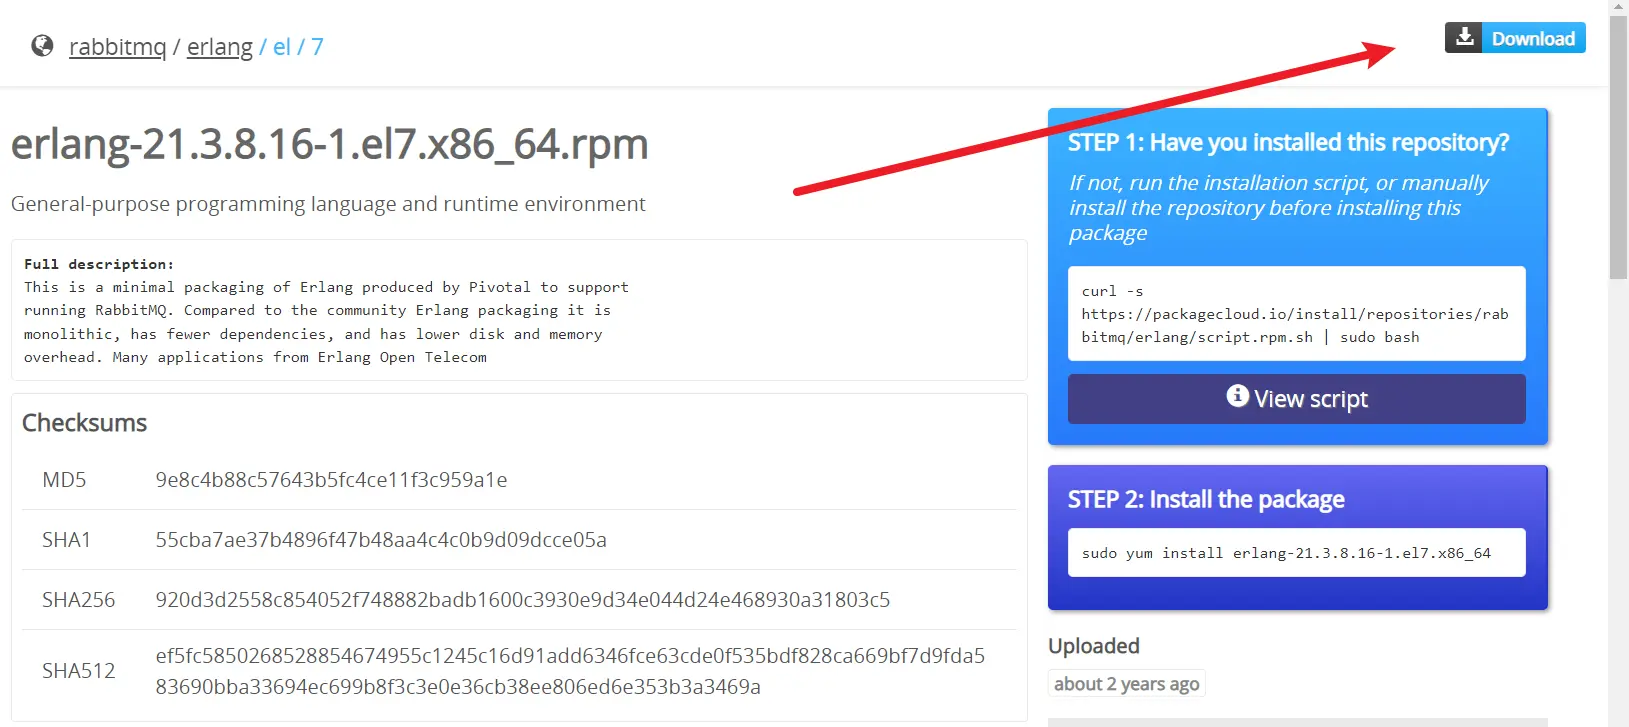 rabbitmq / erlang / el / 7
Download
erlang-21.3.8.16-1.el7.x86_64.rpm
General-purpose programming language and runtime environment
Full description:
This is a minimal packaging of Erlang produced by Pivotal to support
running RabbitMQ. Compared to the community Erlang packaging it is
monolithic, has fewer dependencies, and has lower disk and memory
overhead. Many applications from Erlang Open Telecom
Checksums
MD5 9e8c4b88c57643b5fc4ce11f3c959a1e
SHA1 55cba7ae37b4896f47b48aa4c4c0b9d09dcce05a
SHA256 920d3d2558c854052f748882badb1600c3930e9d34e044d24e468930a31803c5
SHA512 ef5fc5850268528854674955c1245c16d91add6346fce63cde0f535bdf828ca669bf7d9fda5
83690bba33694ec699b8f3c3e0e36cb38ee806ed6e353b3a3469a
STEP 1: Have you installed this repository?
If not, run the installation script, or manually
install the repository before installing this
package
curl -s
https://packagecloud.io/install/repositories/rab
bitmq/erlang/script.rpm.sh | sudo bash
View script
STEP 2: Install the package
sudo yum install erlang-21.3.8.16-1.el7.x86_64
Uploaded
about 2 years ago